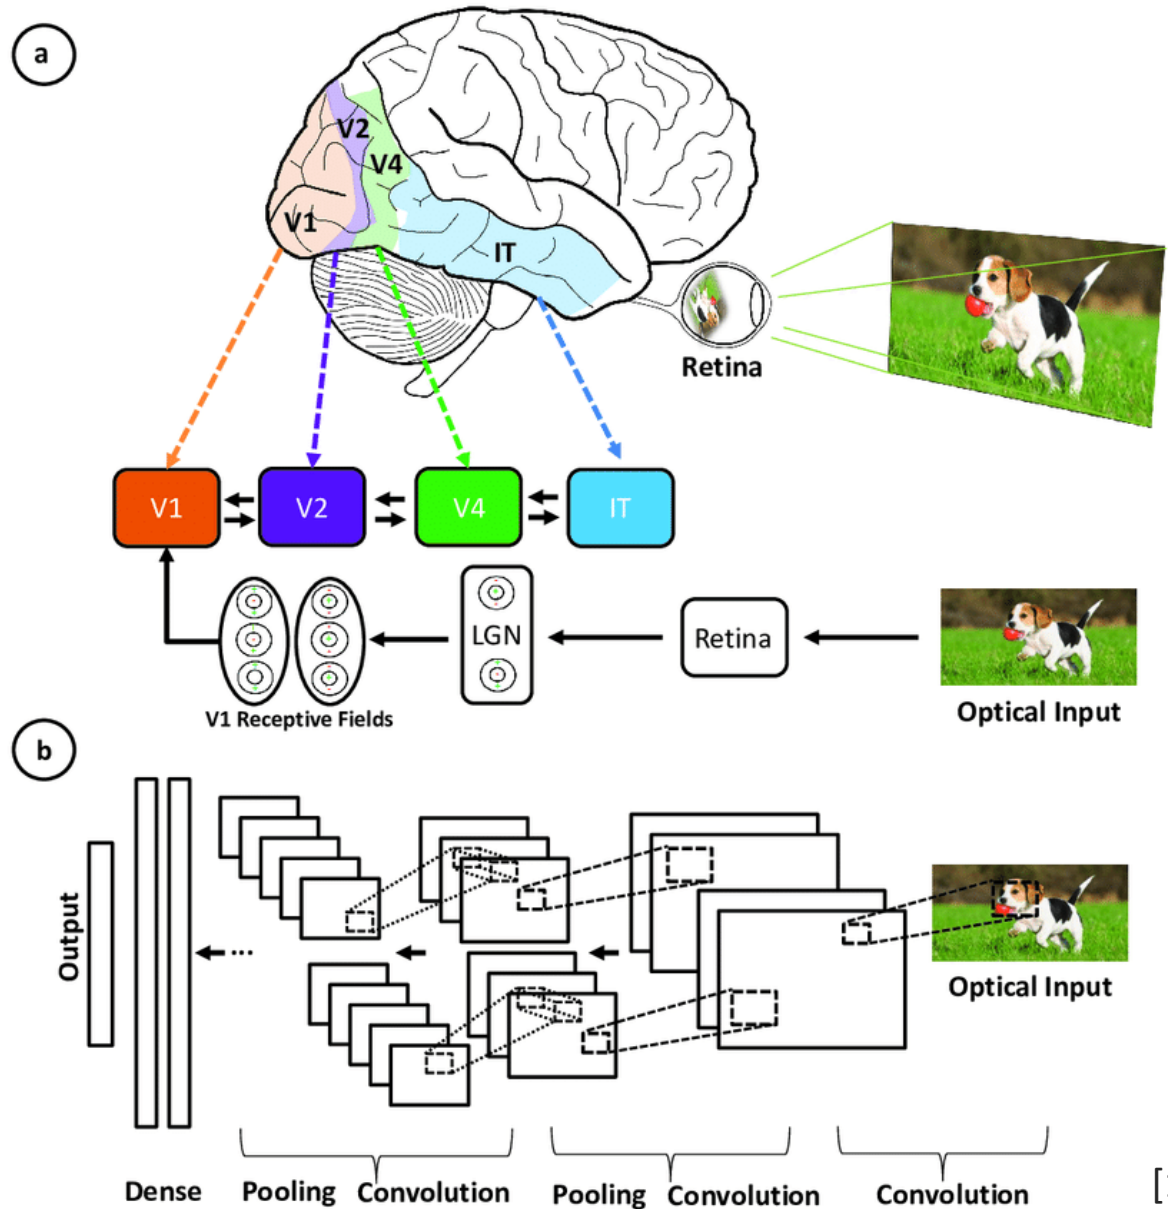 a
V2
V4
V1
IT
Retina
V1
V2
V4
IT
LGN
Retina
V1 Receptive Fields
Optical Input
b
Output
...
Optical Input
Dense
Pooling
Convolution
Pooling
Convolution
Convolution
[